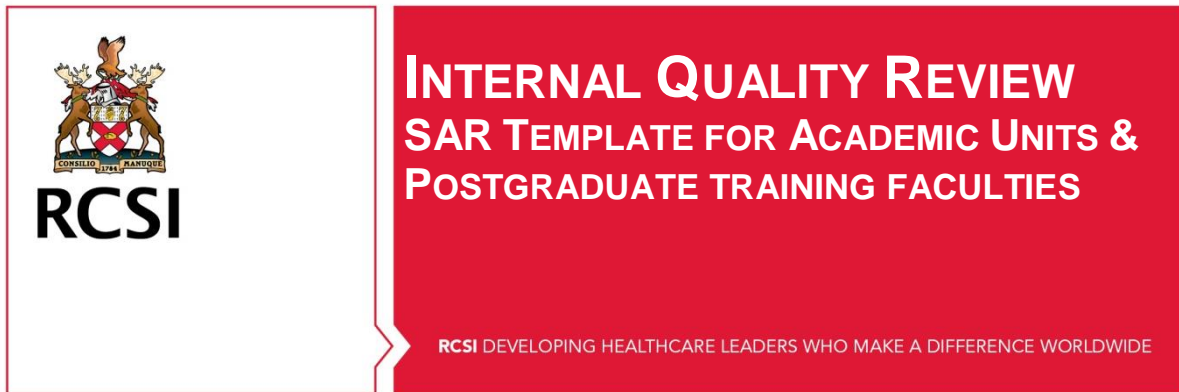 INTERNAL QUALITY REVIEW
SAR TEMPLATE FOR ACADEMIC UNITS &
POSTGRADUATE TRAINING FACULTIES
CONSILIO 1784 MANUQUE
RCSI
RCSI DEVELOPING HEALTHCARE LEADERS WHO MAKE A DIFFERENCE WORLDWIDE